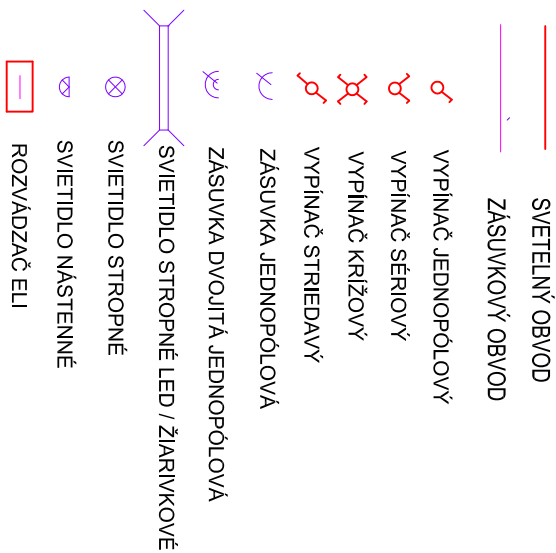 SVETELNÝ OBVOD
ZÁSUVKOVÝ OBVOD
VYPÍNAČ JEDNOPÓLOVÝ
VYPÍNAČ SÉRIOVÝ
VYPÍNAČ KRÍŽOVÝ
VYPÍNAČ STRIEDAVÝ
ZÁSUVKA JEDNOPÓLOVÁ
ZÁSUVKA DVOJITÁ JEDNOPÓLOVÁ
SVIETIDLO STROPNÉ LED / ŽIARIVKOVÉ
SVIETIDLO STROPNÉ
SVIETIDLO NÁSTENNÉ
ROZVÁDZAČ ELI